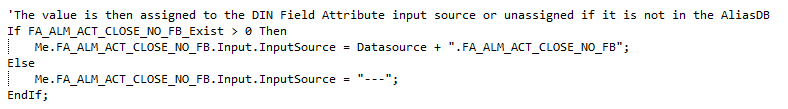 'The value is then assigned to the DIN Field Attribute input source or unassigned if it is not in the AliasDB
If FA_ALM_ACT_CLOSE_NO_FB_Exist > 0 Then
Me.FA_ALM_ACT_CLOSE_NO_FB.Input.InputSource = Datasource + ".FA_ALM_ACT_CLOSE_NO_FB";
Else
Me.FA_ALM_ACT_CLOSE_NO_FB.Input.InputSource = "---";
EndIf;